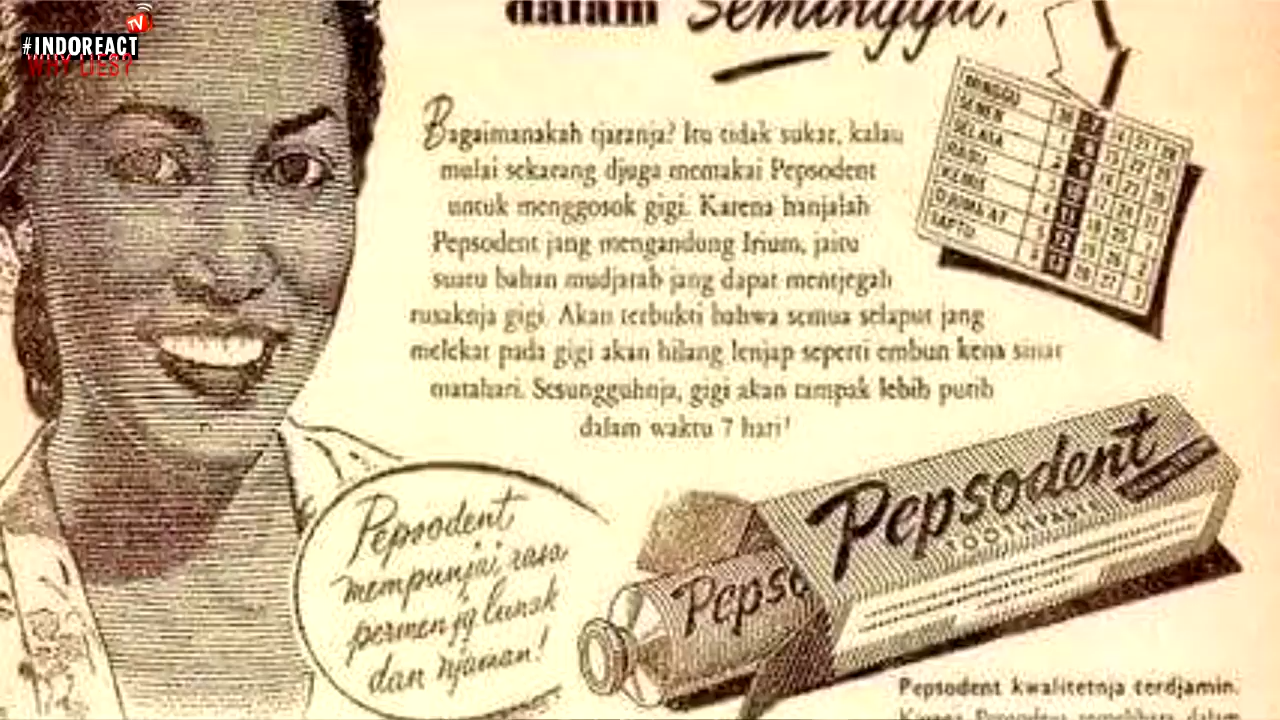 TV
#INDOREACT
WHY LIES?
dalam Seminggu!
MINGGU
SENEN
SELASA
REBO
KEMIS
DJUMA'AT
SAPTU
Bagaimanakah tjaranja? Itu tidak sukar, kalau
mulai sekarang djuga memakai Pepsodent
untuk menggosok gigi. Karena hanjalah
Pepsodent jang mengandung Irium, jaitu
suatu bahan mudjarab jang dapat mentjegah
rusaknja gigi. Akan terbukti bahwa semua selaput jang
melekat pada gigi akan hilang lenjap seperti embun kena sinar
matahari. Sesungguhnja, gigi akan tampak lebih putih
dalam waktu 7 hari!
Pepsodent
mempunjai rasa
permen jg lunak
dan njaman!
Pepsodent
TOOTHPASTE
Pepso
Pepsodent kwalitetnja terdjamin.